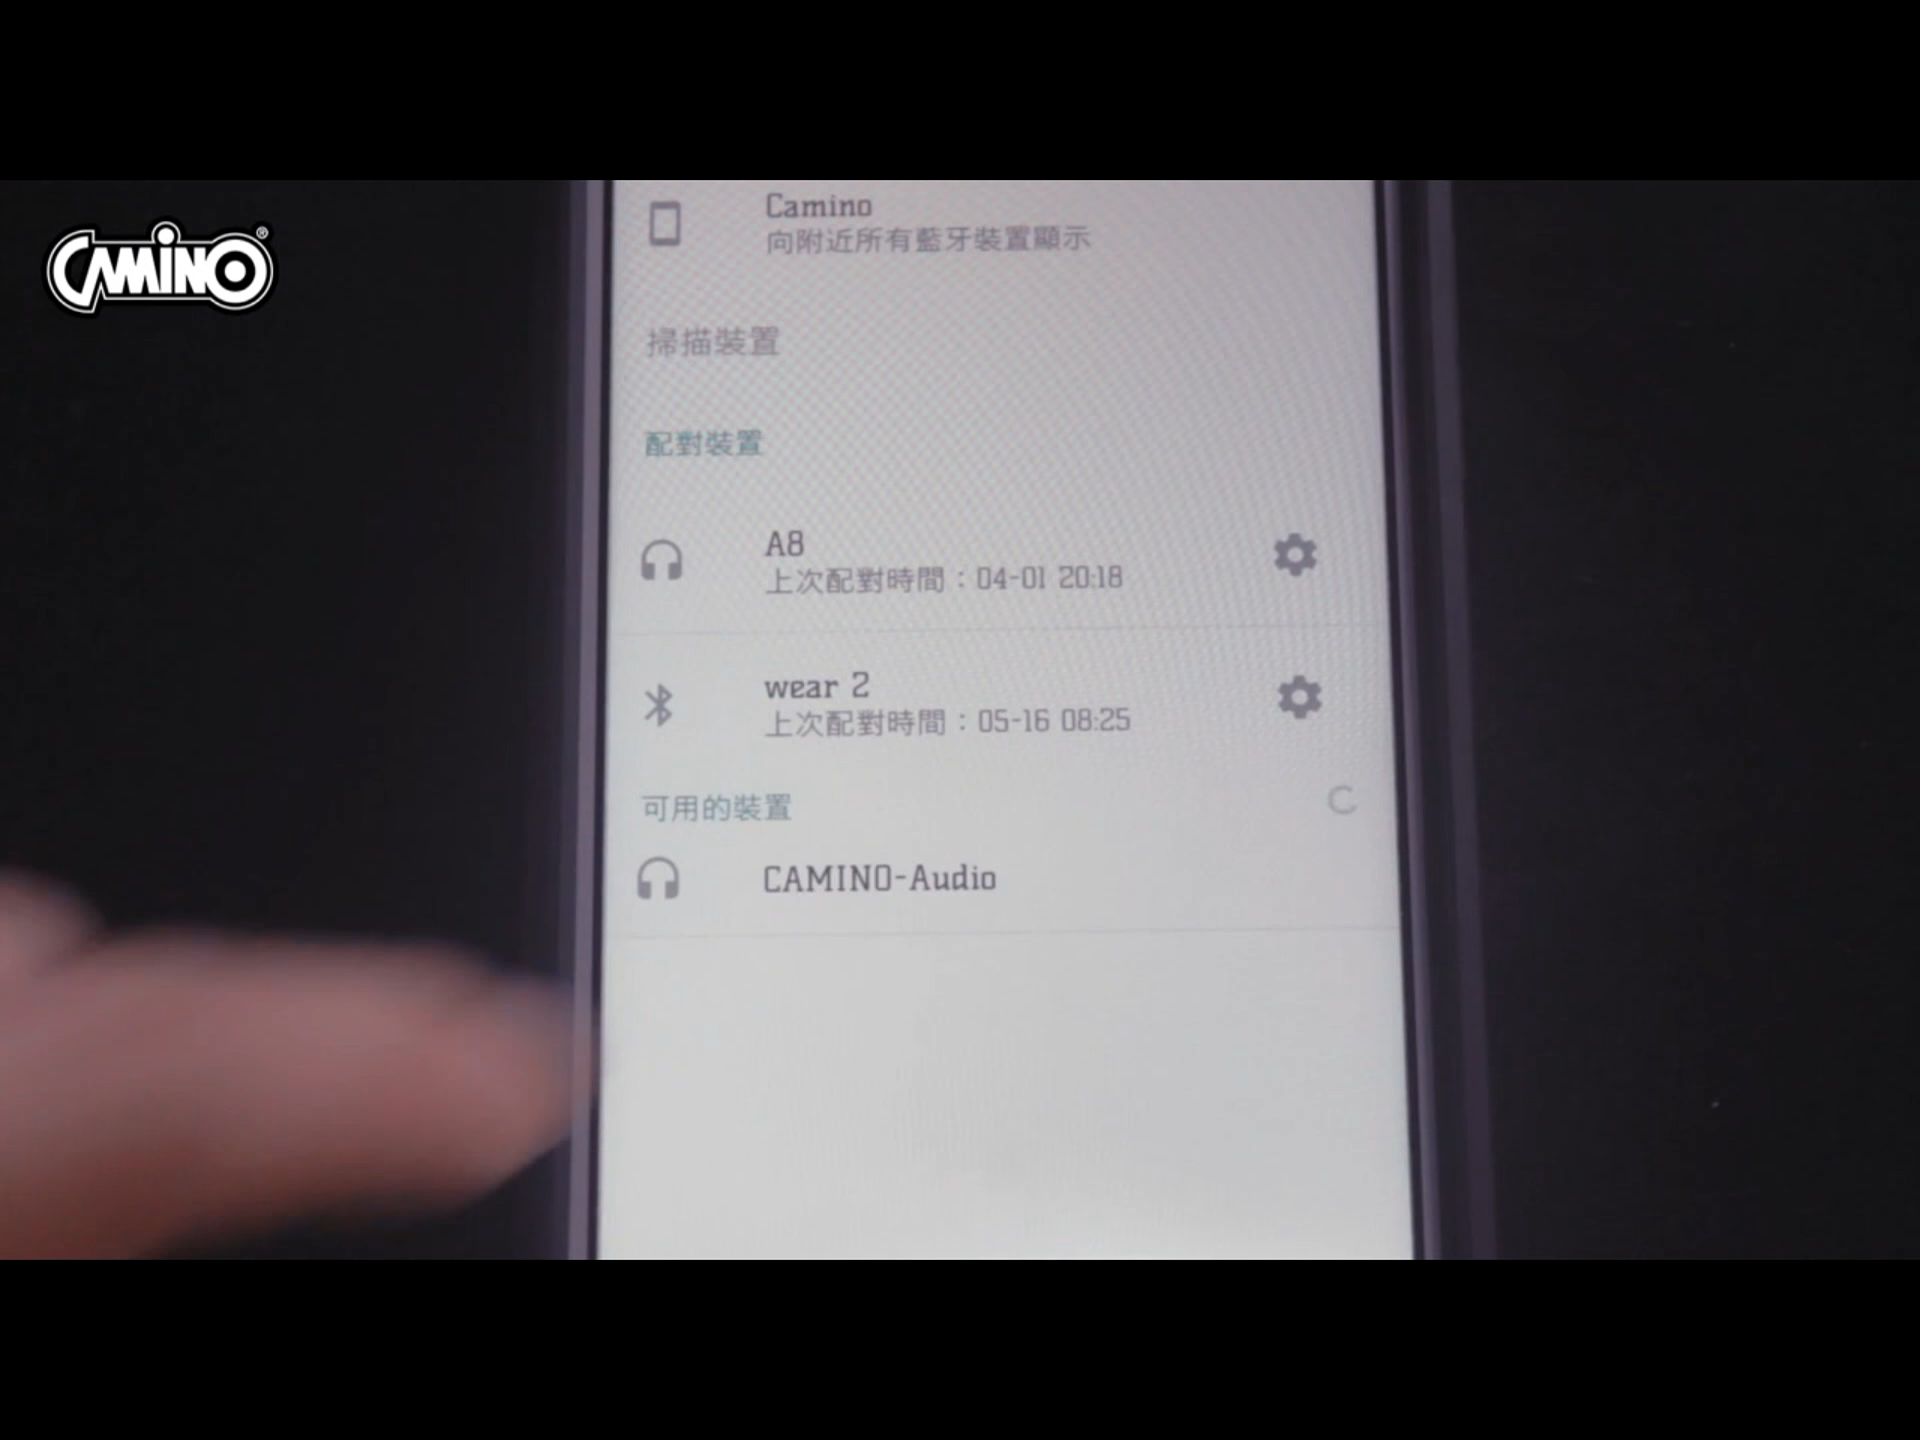 CAMINO®
Camino
向附近所有藍牙裝置顯示
掃描裝置
配對裝置
A8
上次配對時間：04-01 20:18
wear 2
上次配對時間：05-16 08:25
可用的裝置
CAMINO-Audio